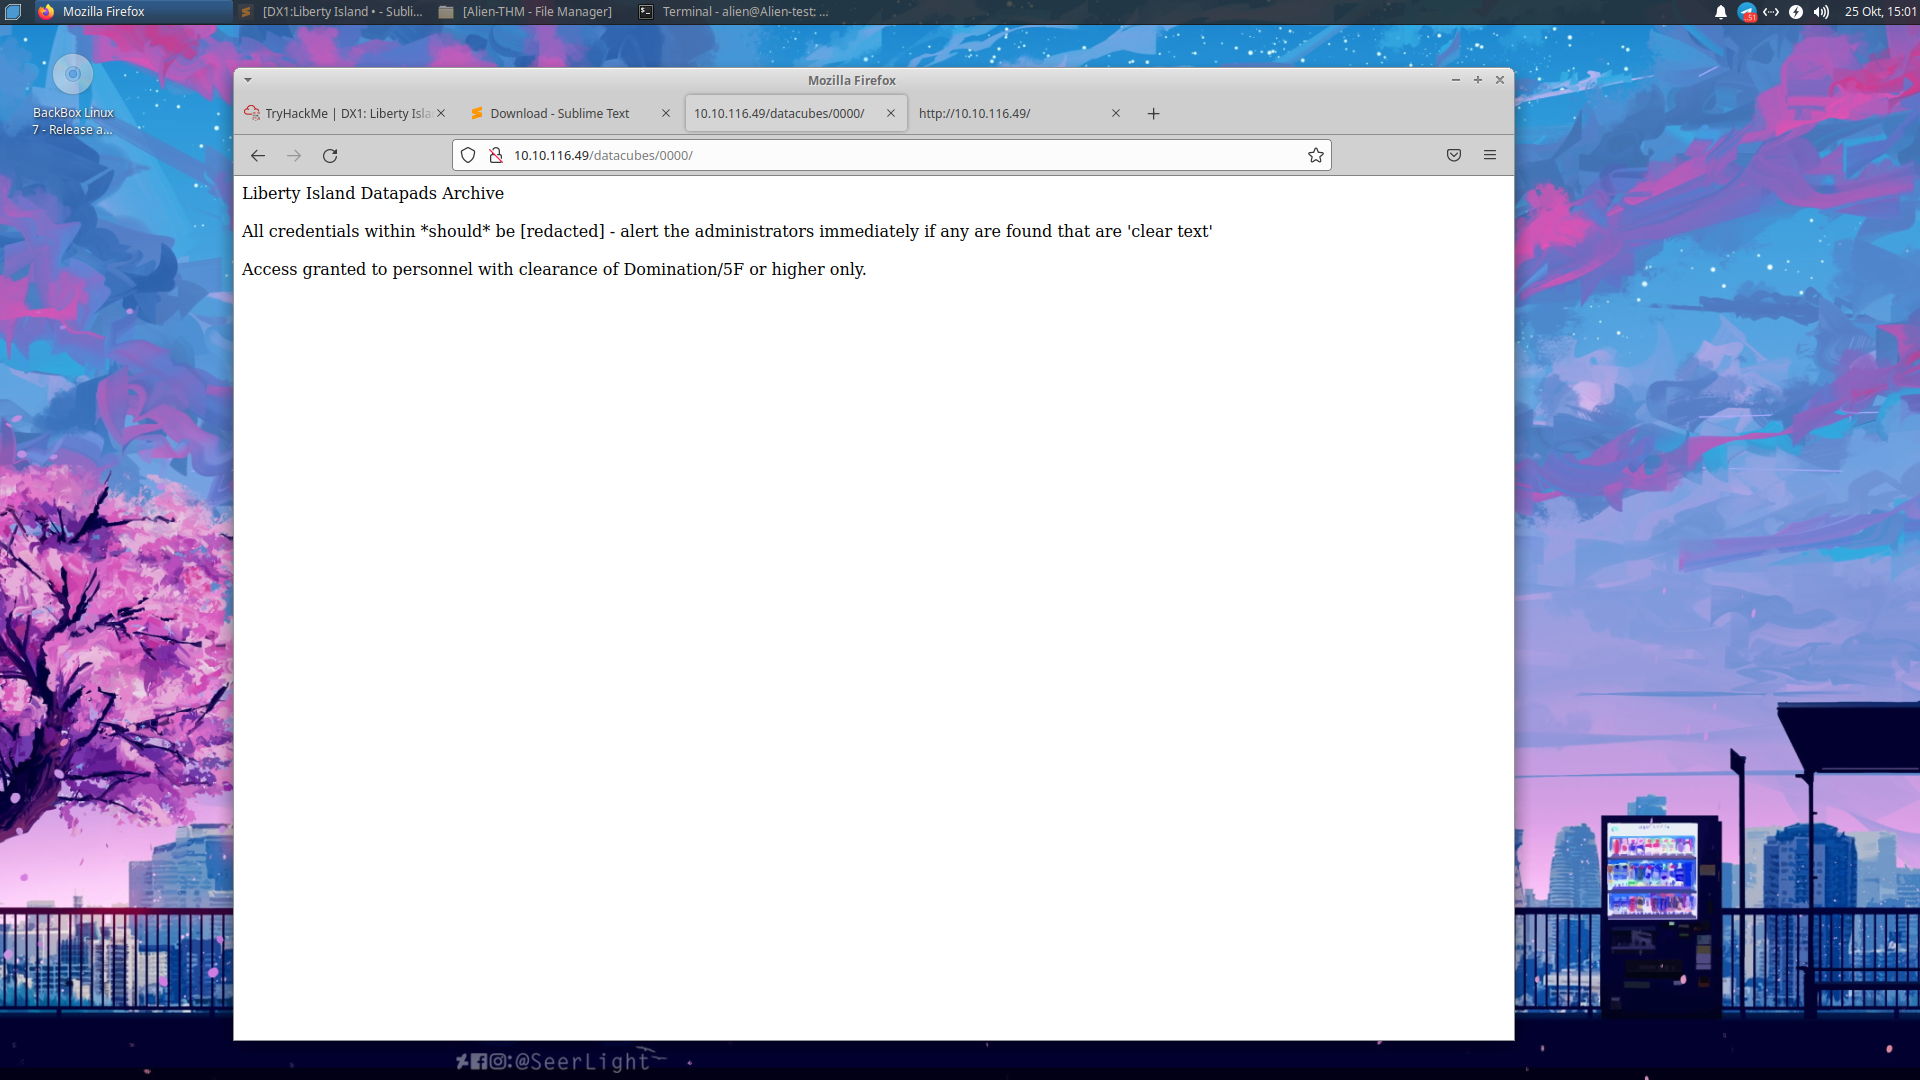 Mozilla Firefox
[DX1:Liberty Island • - Subli...
[Alien-THM - File Manager]
Terminal - alien@Alien-test: ...
51
25 Okt, 15:01
BackBox Linux
7 - Release a...
Mozilla Firefox
TryHackMe | DX1: Liberty Isla
Download - Sublime Text
10.10.116.49/datacubes/0000/
http://10.10.116.49/
10.10.116.49/datacubes/0000/
Liberty Island Datapads Archive
All credentials within *should* be [redacted] - alert the administrators immediately if any are found that are 'clear text'
Access granted to personnel with clearance of Domination/5F or higher only.
:@SeerLight